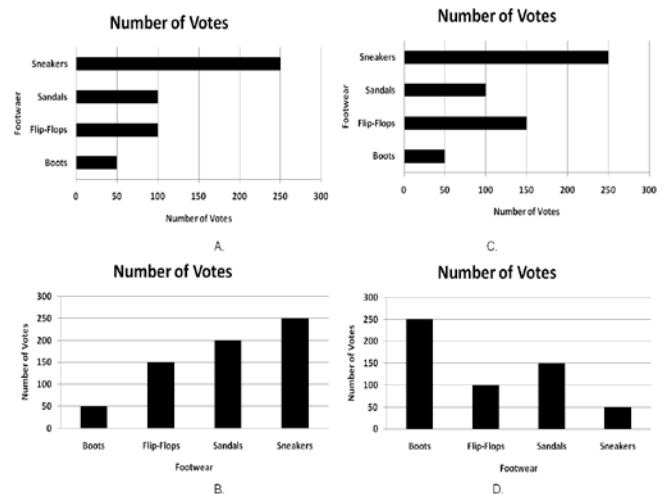 Number of Votes
Footwaer
Sneakers
Sandals
Flip-Flops
Boots
0 50 100 150 200 250 300
Number of Votes
A.
Number of Votes
Footwear
Sneakers
Sandals
Flip-Flops
Boots
0 50 100 150 200 250 300
Number of Votes
C.
Number of Votes
Number of Votes
300
250
200
150
100
50
0
Boots Flip-Flops Sandals Sneakers
Footwear
B.
Number of Votes
Number of Votes
300
250
200
150
100
50
0
Boots Flip-Flops Sandals Sneakers
Footwear
D.